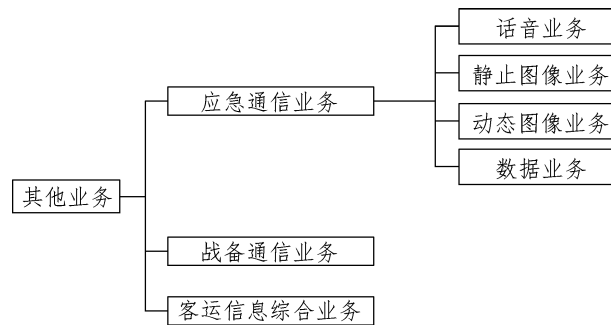 话音业务
静止图像业务
应急通信业务
动态图像业务
数据业务
其他业务
战备通信业务
客运信息综合业务